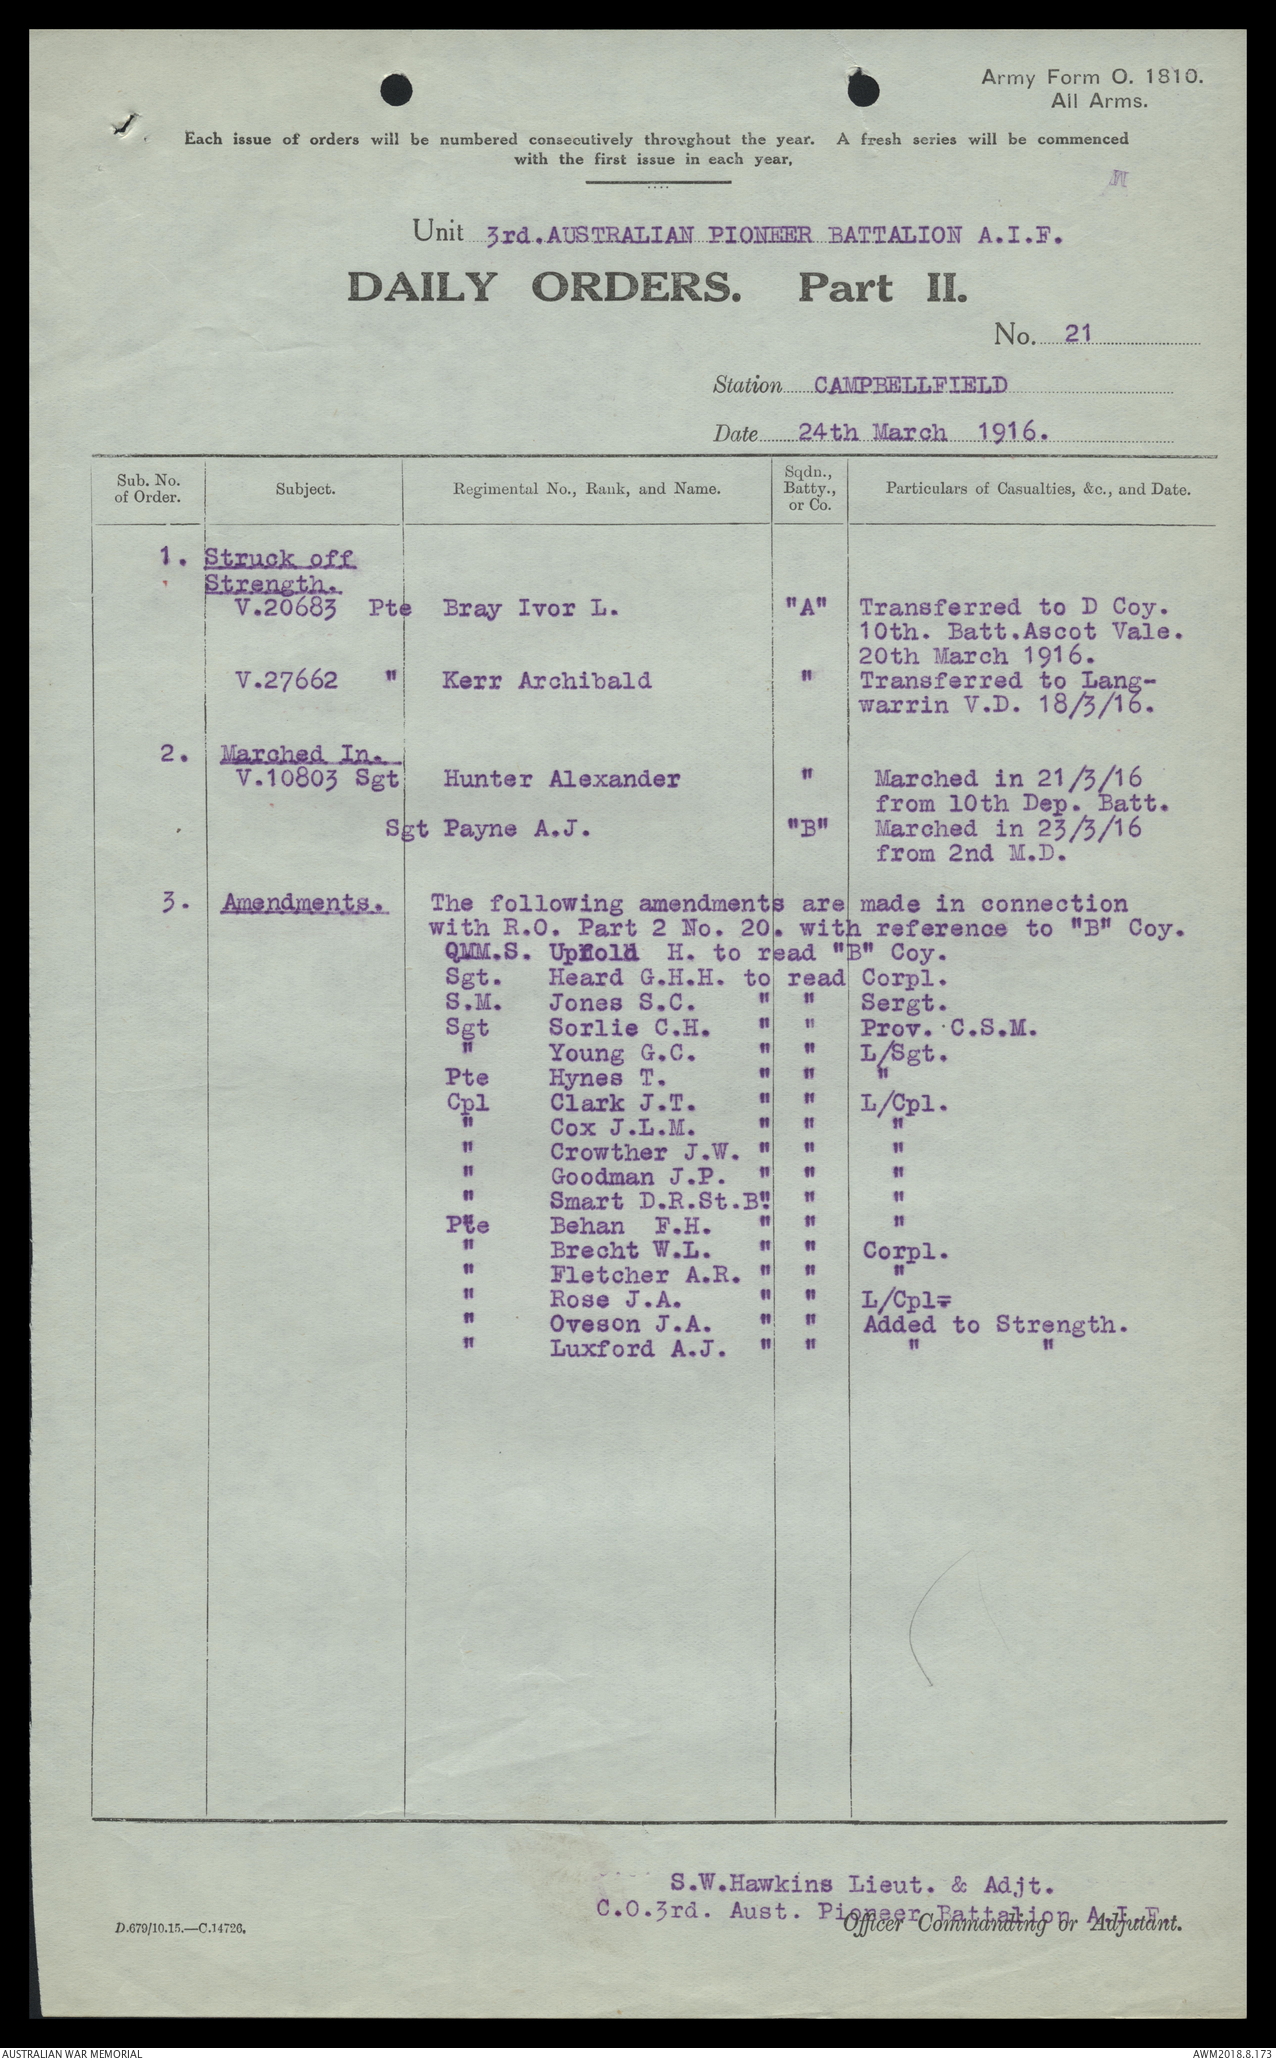 Army Form O. 1810.
All Arms.
Each issue of orders will be numbered consecutively throughout the year. A fresh series will be commenced
with the first issue in each year,
Unit 3rd.AUSTRALIAN PIONEER BATTALION A.I.F.
DAILY ORDERS. Part II.
No. 21
Station CAMPBELLFIELD
Date 24th March 1916.
Sub. No. of Order. Subject. Regimental No., Rank, and Name. Sqdn., Batty., or Co. Particulars of Casualties, &c., and Date.
1. Struck off
Strength.
V.20683 Pte Bray Ivor L. "A" Transferred to D Coy.
10th. Batt.Ascot Vale.
20th March 1916.
V.27662 " Kerr Archibald " Transferred to Lang-
warrin V.D. 18/3/16.
2. Marched In.
V.10803 Sgt Hunter Alexander " Marched in 21/3/16
from 10th Dep. Batt.
Sgt Payne A.J. "B" Marched in 23/3/16
from 2nd M.D.
3. Amendments. The following amendments are made in connection
with R.O. Part 2 No. 20. with reference to "B" Coy.
QMM.S. Uphold H. to read "B" Coy.
Sgt. Heard G.H.H. to read Corpl.
S.M. Jones S.C. " " Sergt.
Sgt Sorlie C.H. " " Prov. C.S.M.
" Young G.C. " " L/Sgt.
Pte Hynes T. " " "
Cpl Clark J.T. " " L/Cpl.
" Cox J.L.M. " " "
" Crowther J.W. " " "
" Goodman J.P. " " "
" Smart D.R.St.B." " "
Pte Behan F.H. " " "
" Brecht W.L. " " Corpl.
" Fletcher A.R. " " "
" Rose J.A. " " L/Cpl.
" Oveson J.A. " " Added to Strength.
" Luxford A.J. " " " "
S.W.Hawkins Lieut. & Adjt.
C.O.3rd. Aust. Pioneer Battalion A.I.F.
Officer Commanding or Adjutant.
D.679/10.15.—C.14726.
AUSTRALIAN WAR MEMORIAL AWM2018.8.173